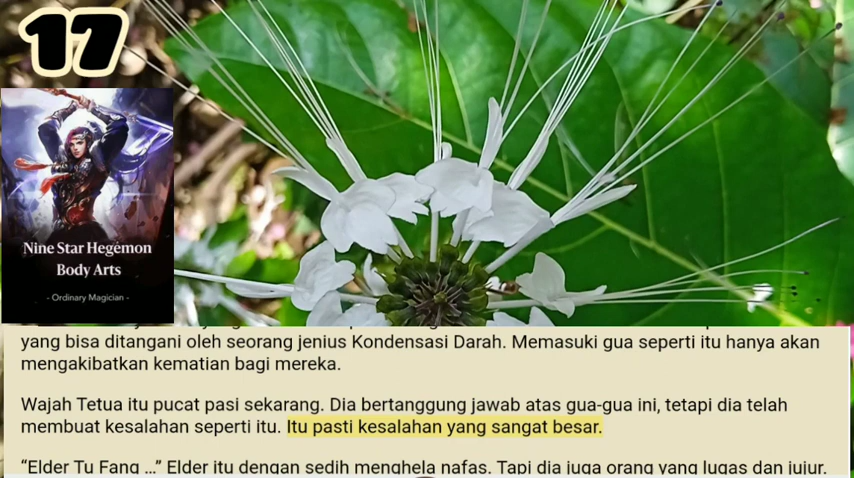 17
Nine Star Hegemon
Body Arts
- Ordinary Magician -
yang bisa ditangani oleh seorang jenius Kondensasi Darah. Memasuki gua seperti itu hanya akan
mengakibatkan kematian bagi mereka.
Wajah Tetua itu pucat pasi sekarang. Dia bertanggung jawab atas gua-gua ini, tetapi dia telah
membuat kesalahan seperti itu. Itu pasti kesalahan yang sangat besar.
“Elder Tu Fang ...” Elder itu dengan sedih menghela nafas. Tapi dia juga orang yang lugas dan jujur.